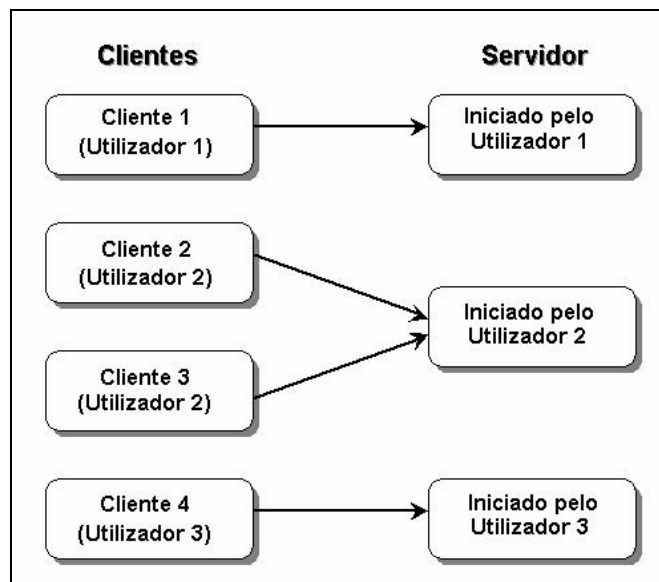 Clientes
Servidor
Cliente 1
(Utilizador 1)
Iniciado pelo
Utilizador 1
Cliente 2
(Utilizador 2)
Cliente 3
(Utilizador 2)
Iniciado pelo
Utilizador 2
Cliente 4
(Utilizador 3)
Iniciado pelo
Utilizador 3